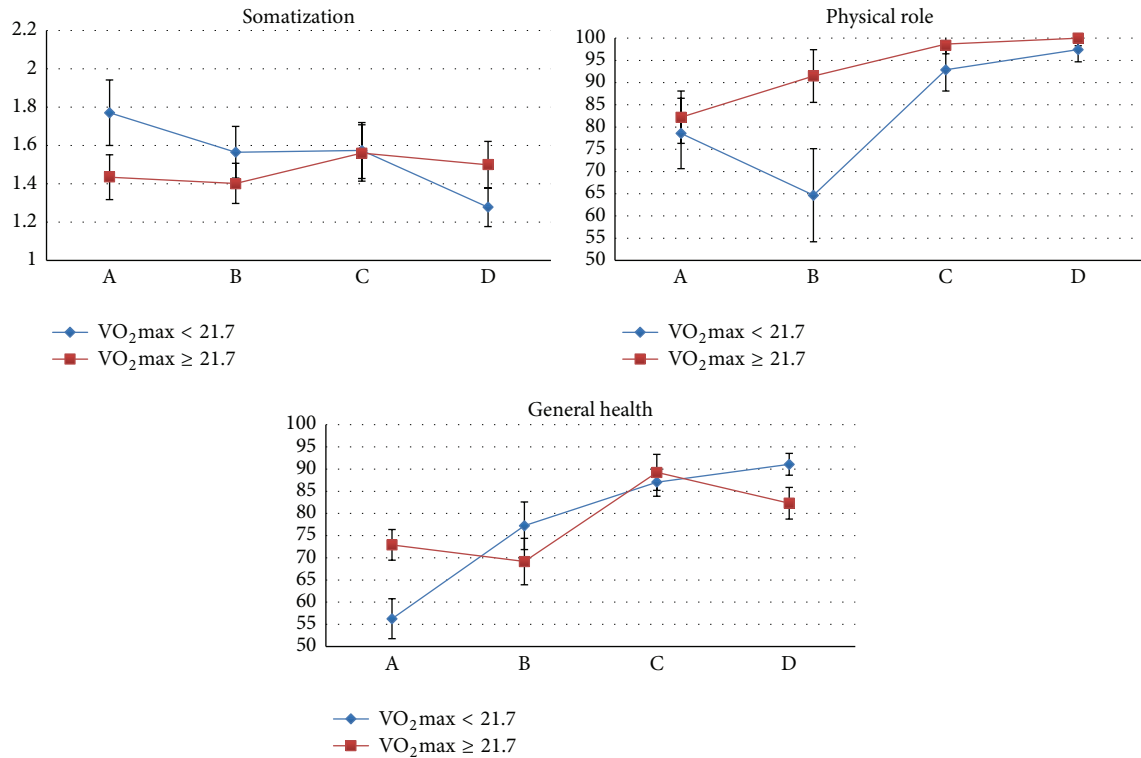 Somatization
2.2
2
1.8
1.6
1.4
1.2
1
A B C D
VO₂max < 21.7
VO₂max ≥ 21.7
Physical role
100
95
90
85
80
75
70
65
60
55
50
A B C D
VO₂max < 21.7
VO₂max ≥ 21.7
General health
100
95
90
85
80
75
70
65
60
55
50
A B C D
VO₂max < 21.7
VO₂max ≥ 21.7